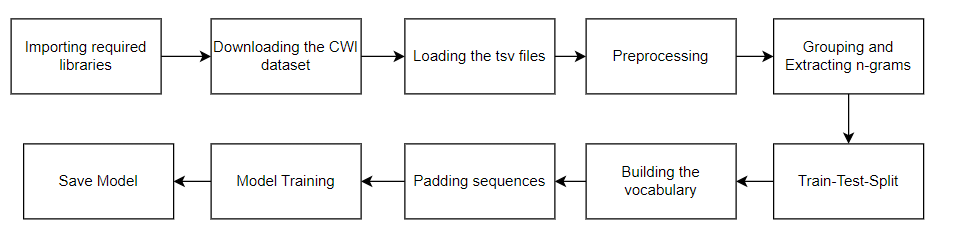 Importing required
libraries
Downloading the CWI
dataset
Loading the tsv files
Preprocessing
Grouping and
Extracting n-grams
Train-Test-Split
Building the
vocabulary
Padding sequences
Model Training
Save Model